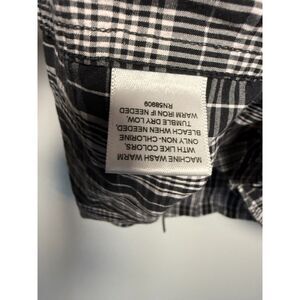 MACHINE WASH WARM
WITH LIKE COLORS,
ONLY NON-CHLORINE
BLEACH WHEN NEEDED,
TUMBLE DRY LOW,
WARM IRON IF NEEDED
RN58909